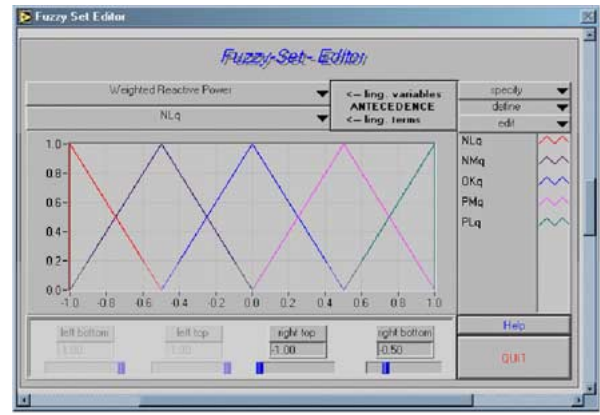 Fuzzy Set Editor
Fuzzy-Set- Editor
Weighted Reactive Power
NLq
<-- ling. variables
ANTECEDENCE
<-- ling. terms
specify
define
edit
1.0
0.8
0.6
0.4
0.2
0.0
-1.0 -0.8 0.6 -0.4 -0.2 0.0 0.2 0.4 0.6 0.8 1.0
NLq
NMq
OKq
PMq
PLq
left bottom
-1.00
left top
-1.00
right top
-1.00
right bottom
-0.50
Help
QUIT